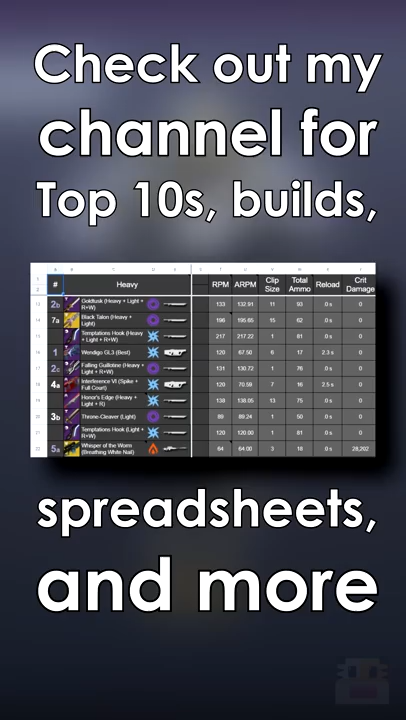 Check out my
channel for
Top 10s, builds,
# Heavy RPM ARPM Clip Size Total Ammo Reload Crit Damage
2b Goldtusk (Heavy + Light + R+W) 133 132.91 11 93 .0 s 0
7a Black Talon (Heavy + Light) 196 195.65 15 62 .0 s 0
Temptations Hook (Heavy + Light + R+W) 217 217.22 1 81 .0 s 0
1 Wendigo GL3 (Best) 120 67.50 6 17 2.3 s 0
2c Falling Guillotine (Heavy + Light + R+W) 131 130.72 1 76 .0 s 0
4a Interference VI (Spike + Full Court) 120 70.59 7 16 2.5 s 0
Honor's Edge (Heavy + Light + R) 138 138.05 13 75 .0 s 0
3b Throne-Cleaver (Light) 89 89.24 1 50 .0 s 0
Temptations Hook (Light + R+W) 120 120.00 1 81 .0 s 0
5a Whisper of the Worm (Breathing White Nail) 64 64.00 3 18 .0 s 28,202
spreadsheets,
and more